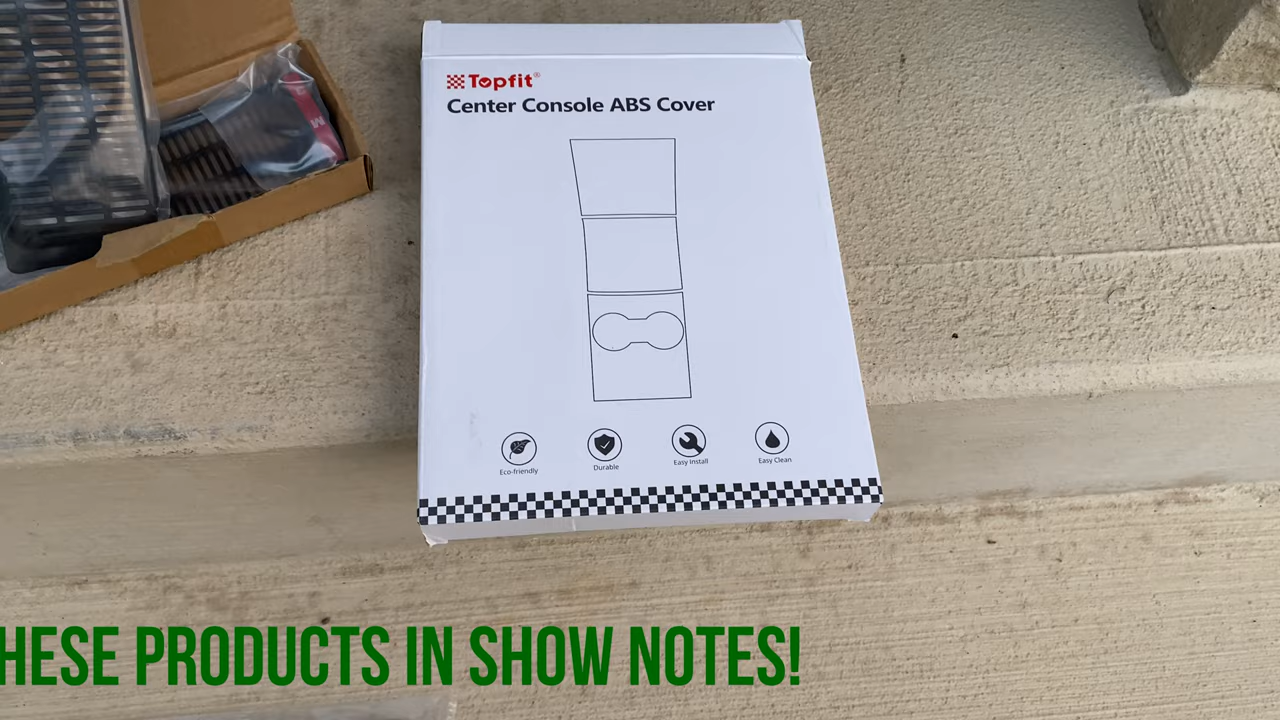 Topfit®
Center Console ABS Cover
Eco-friendly
Durable
Easy Install
Easy Clean
HESE PRODUCTS IN SHOW NOTES!